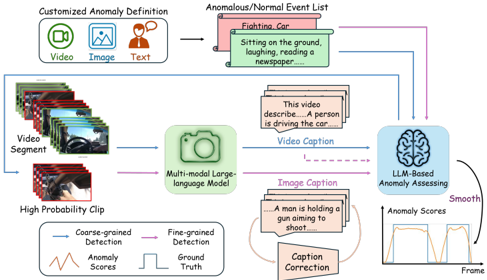 Customized Anomaly Definition
Video
Image
Text
Anomalous/Normal Event List
Fighting, Car
Sitting on the ground,
laughing, reading a
newspaper......
This video
describe......A person
is driving the car......
Video
Segment
Multi-modal Large-
language Model
Video Caption
Image Caption
LLM-Based
Anomaly Assessing
High Probability Clip
....A man is holding a
gun aiming to
shoot......
Smooth
Caption
Correction
Coarse-grained
Detection
Fine-grained
Detection
Anomaly
Scores
Ground
Truth
Anomaly Scores
Frame